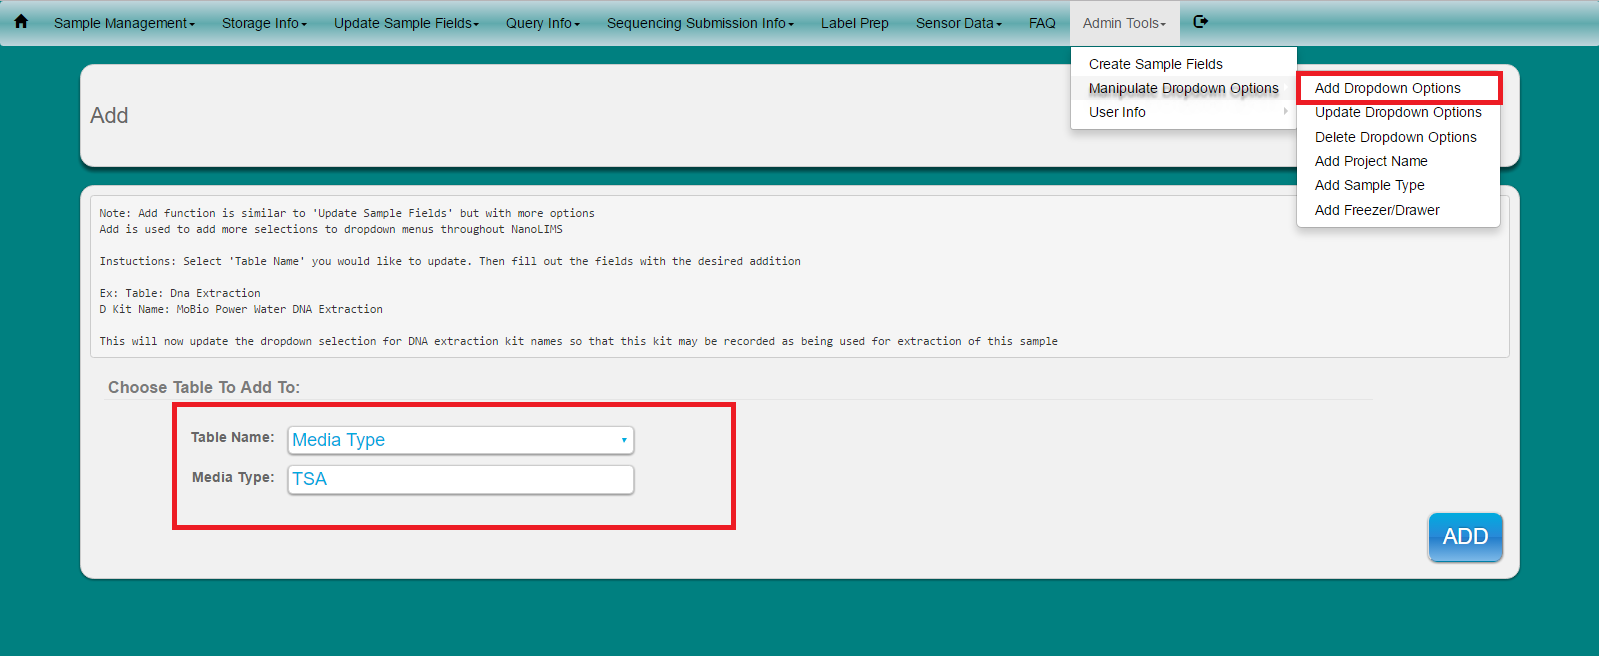 Sample Management Storage Info Update Sample Fields Query Info Sequencing Submission Info Label Prep Sensor Data FAQ Admin Tools
Create Sample Fields
Manipulate Dropdown Options
User Info
Add Dropdown Options
Update Dropdown Options
Delete Dropdown Options
Add Project Name
Add Sample Type
Add Freezer/Drawer
Add
Note: Add function is similar to 'Update Sample Fields' but with more options
Add is used to add more selections to dropdown menus throughout NanoLIMS
Instuctions: Select 'Table Name' you would like to update. Then fill out the fields with the desired addition
Ex: Table: Dna Extraction
D Kit Name: MoBio Power Water DNA Extraction
This will now update the dropdown selection for DNA extraction kit names so that this kit may be recorded as being used for extraction of this sample
Choose Table To Add To:
Table Name: Media Type
Media Type: TSA
ADD